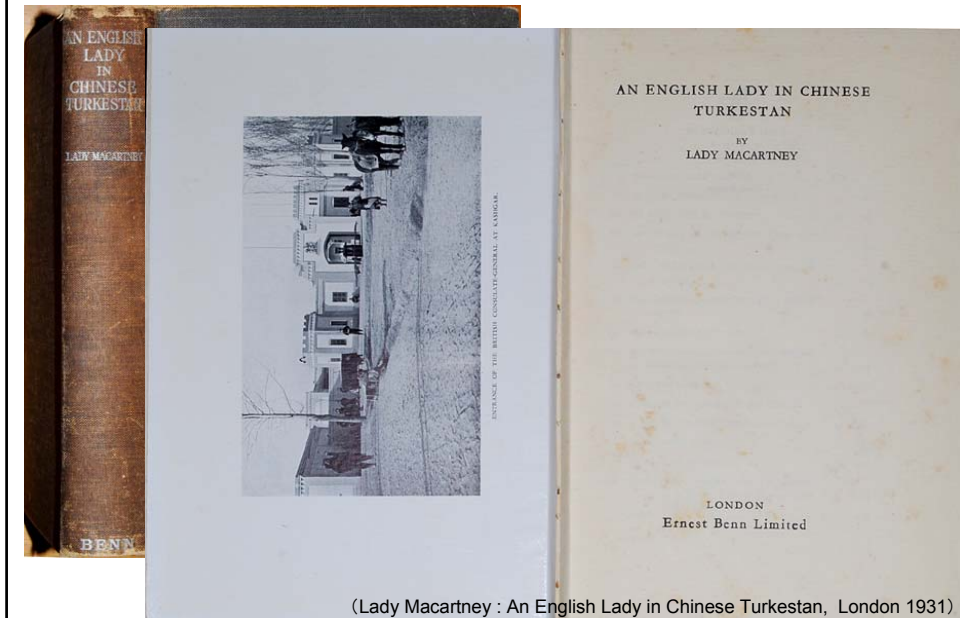 AN ENGLISH
LADY
IN
CHINESE
TURKESTAN
LADY MACARTNEY
BENN
ENTRANCE OF THE BRITISH CONSULATE-GENERAL AT KASHGAR.
AN ENGLISH LADY IN CHINESE
TURKESTAN
BY
LADY MACARTNEY
LONDON
Ernest Benn Limited
（Lady Macartney : An English Lady in Chinese Turkestan, London 1931）